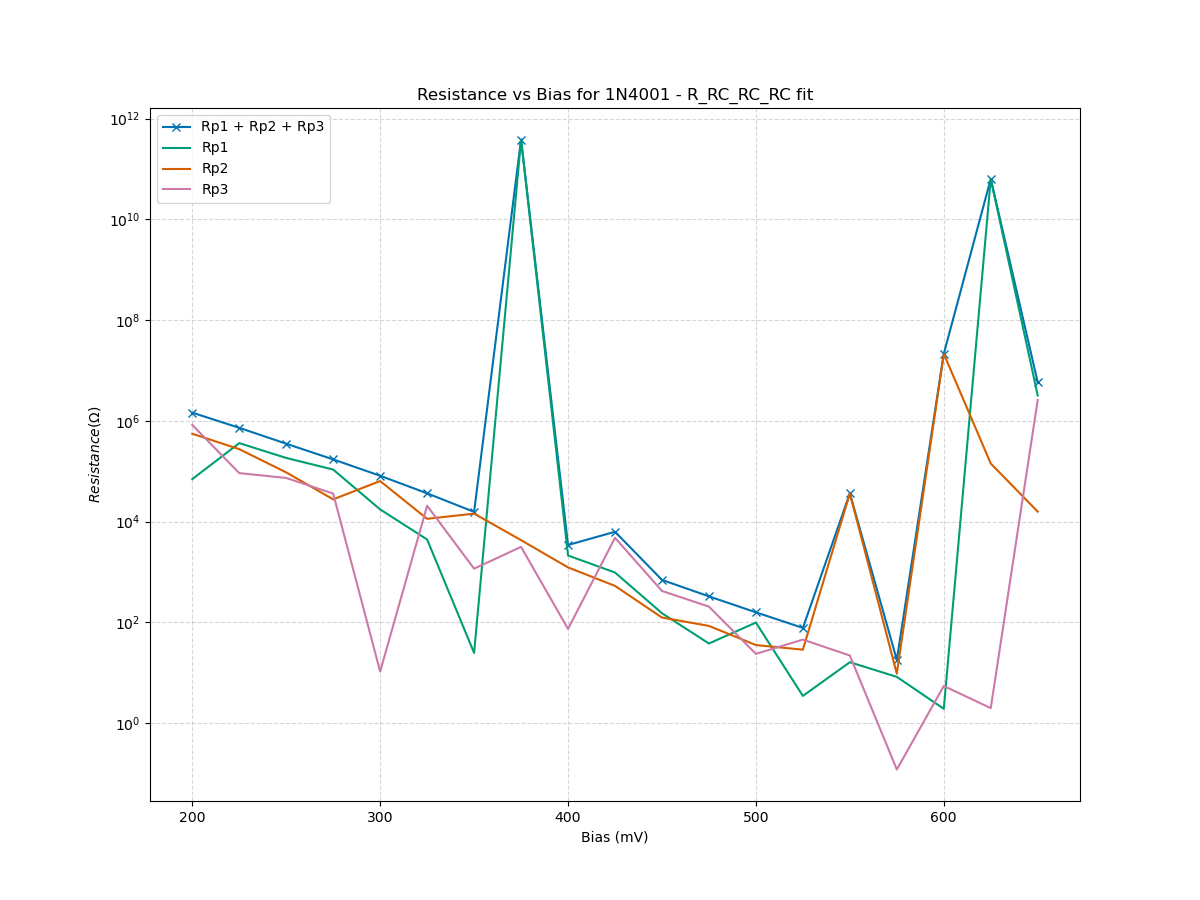 Resistance vs Bias for 1N4001 - R_RC_RC_RC fit
Rp1 + Rp2 + Rp3
Rp1
Rp2
Rp3
10^12
10^10
10^8
10^6
10^4
10^2
10^0
Resistance(Ω)
200
300
400
500
600
Bias (mV)